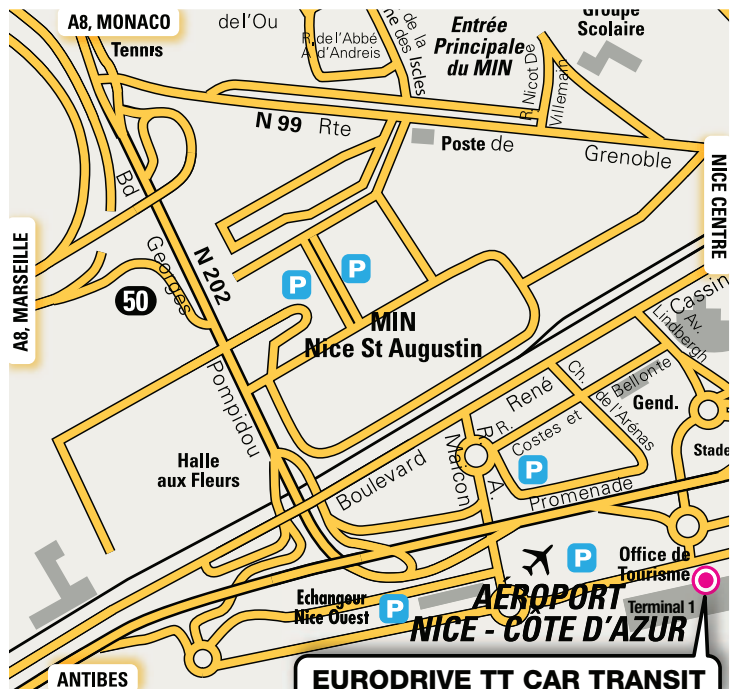 A8, MONACO
Tennis
del'Ou
R. de l'Abbé
A. d'Andreis
de la
me des Iscles
Entrée
Principale
du MIN
Groupe
Scolaire
R. Nicot De
Villemain
N 99 Rte
Poste de
Grenoble
NICE CENTRE
Bd
Georges
N 202
Pompidou
A8, MARSEILLE
50
P
P
MIN
Nice St Augustin
Cassin
Av.
Lindbergh
Bellonte
Gend.
René
Ch.
de l'Arénas
R.
Costes et
R.
Maicon
A.
P
Stade
Halle
aux Fleurs
Boulevard
Promenade
P
Office de
Tourisme
Echangeur
Nice Ouest
P
AÉROPORT
NICE - CÔTE D'AZUR
Terminal 1
ANTIBES
EURODRIVE TT CAR TRANSIT